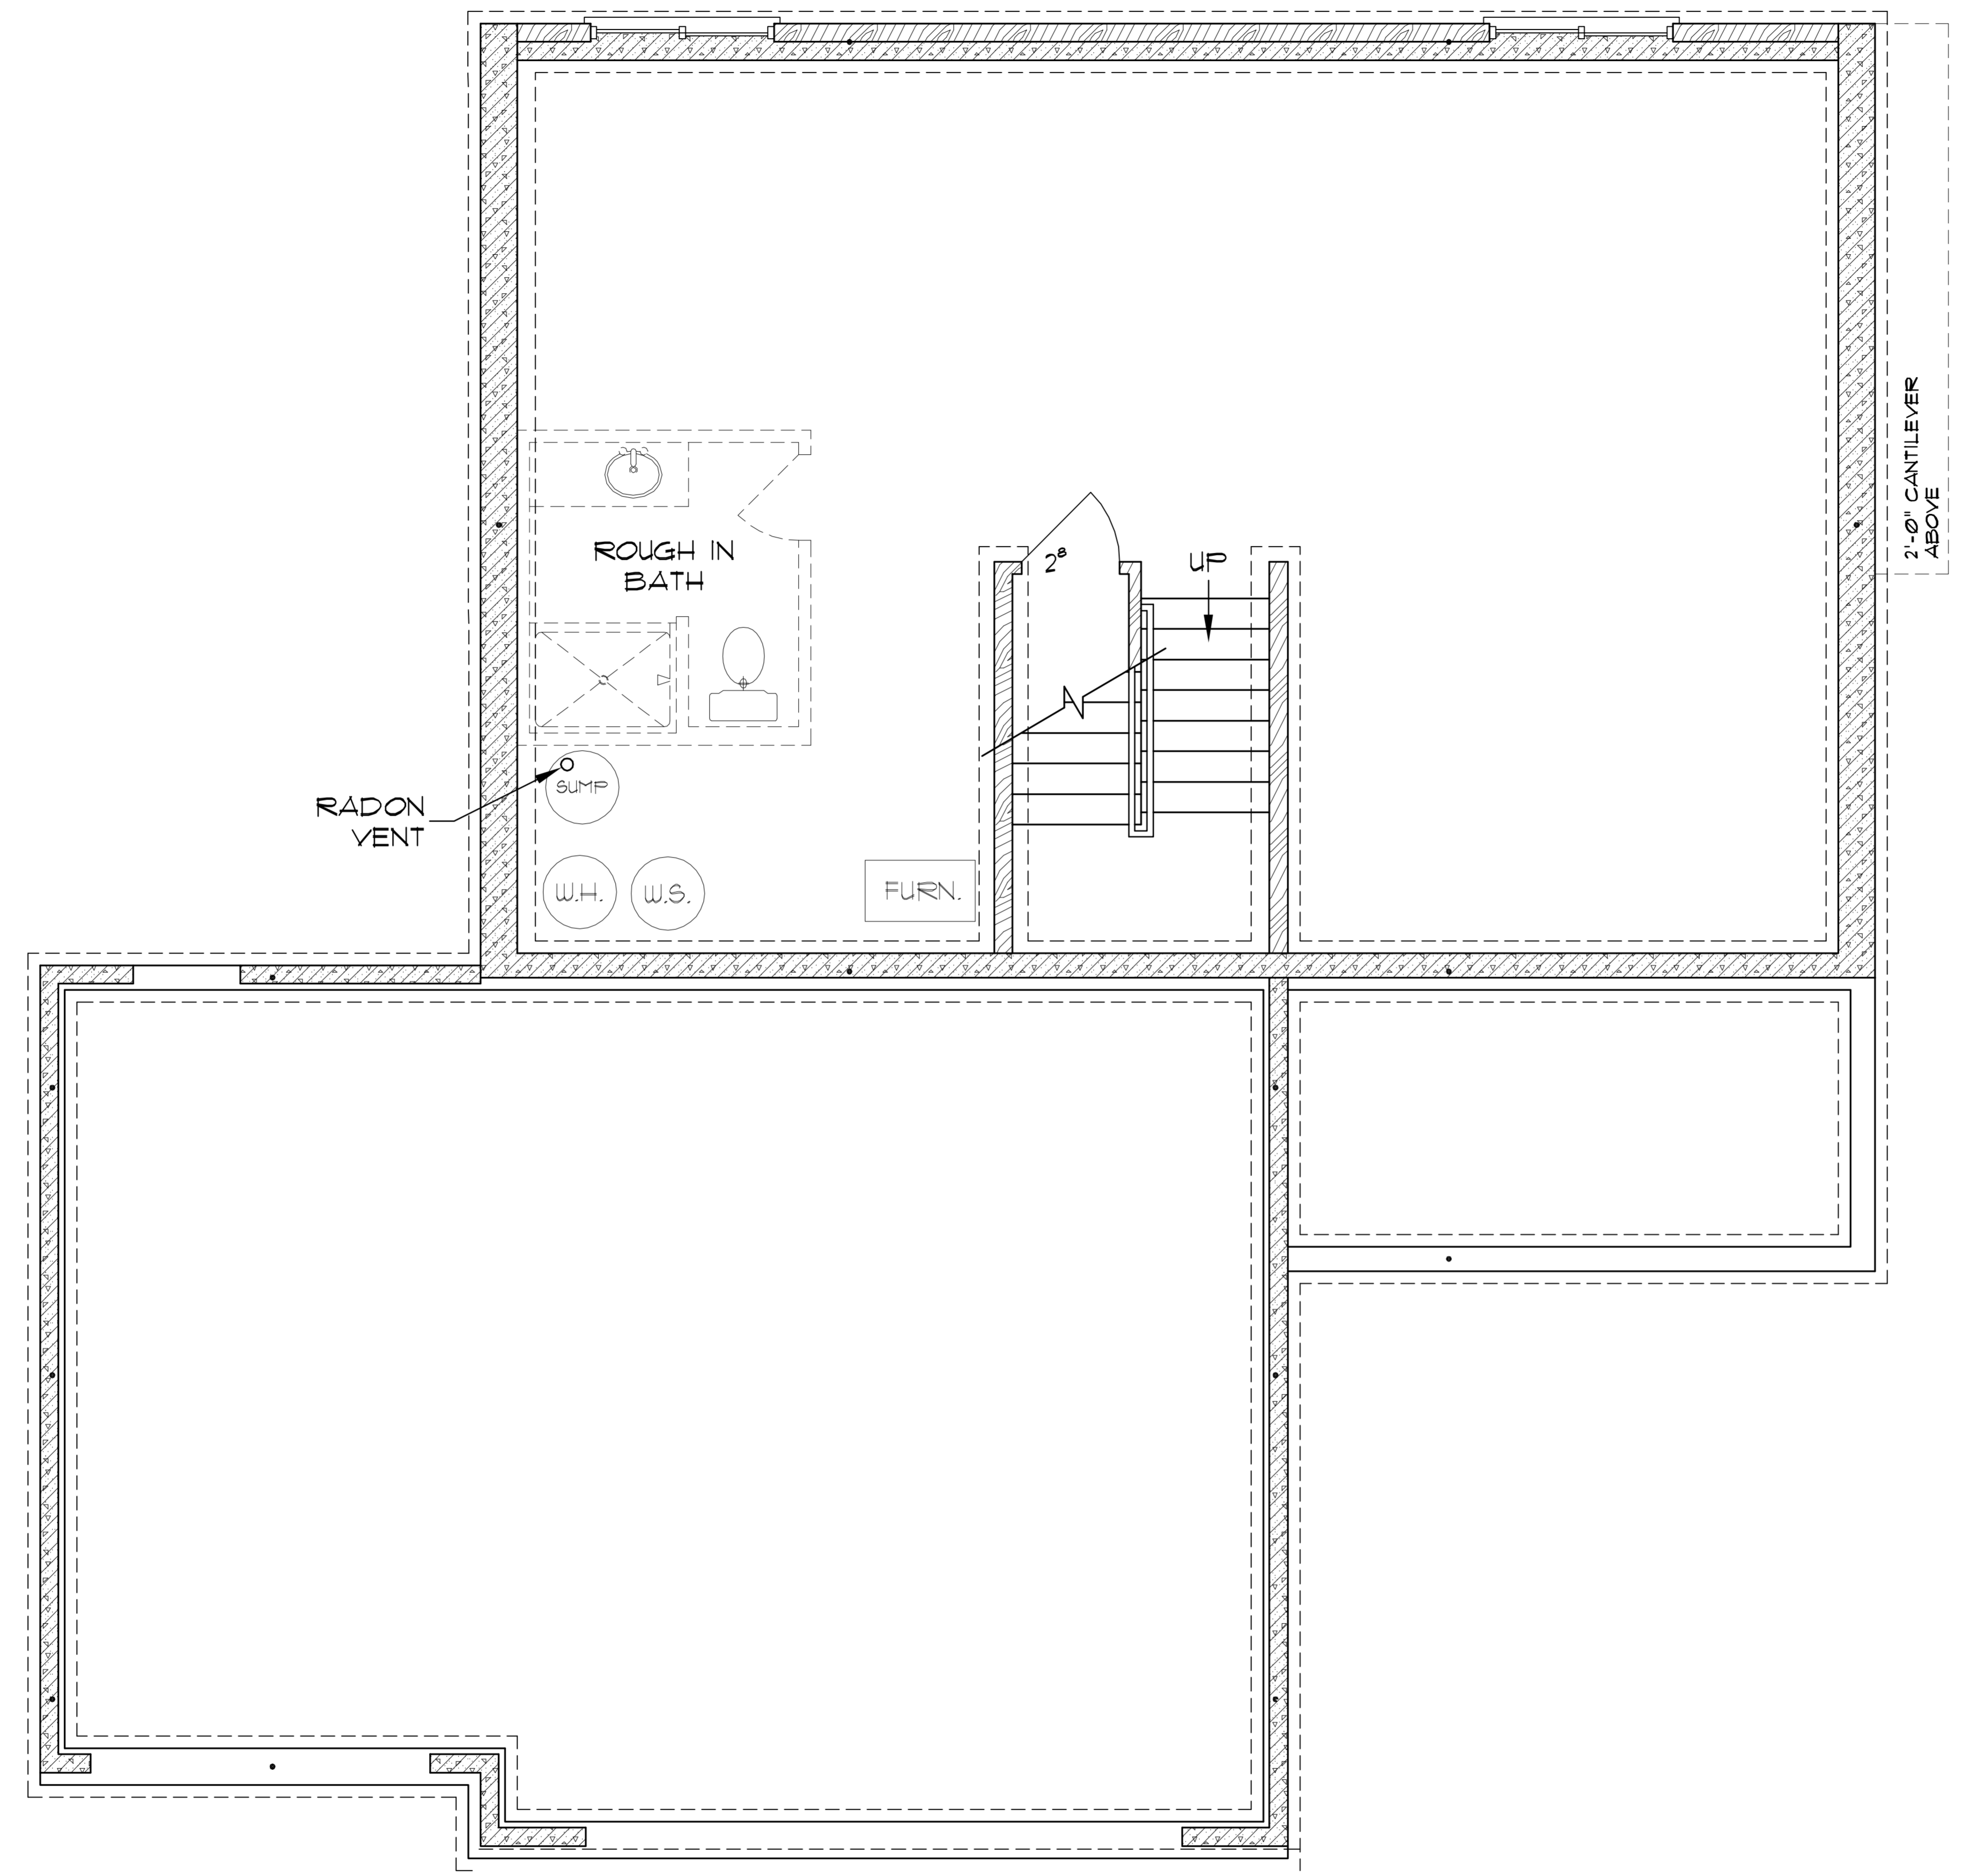 2'-0" CANTILEVER
ABOVE
ROUGH IN
BATH
2⁸
UP
SUMP
RADON
VENT
W.H.
W.S.
FURN.